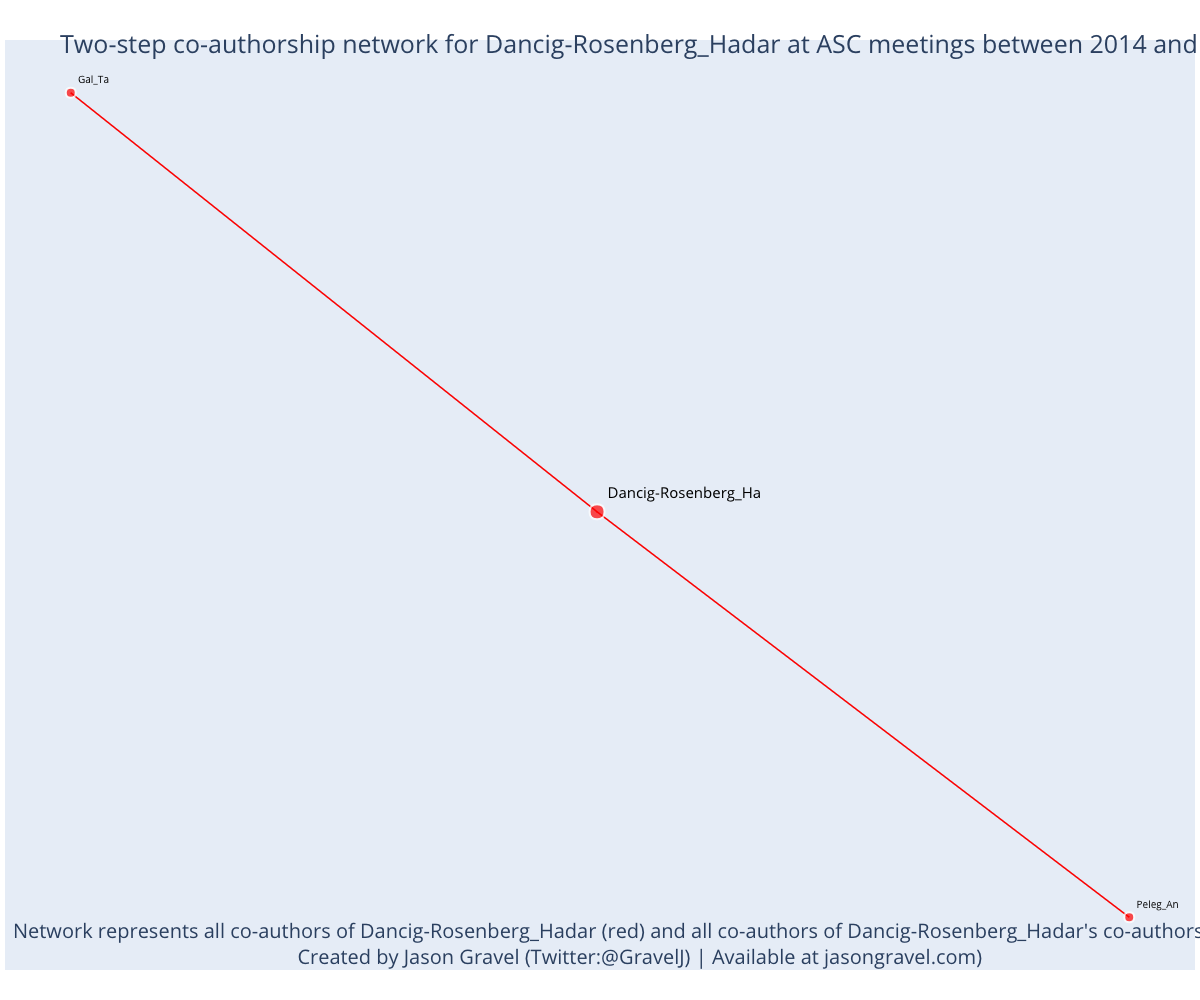 Two-step co-authorship network for Dancig-Rosenberg_Hadar at ASC meetings between 2014 and
Gal_Ta
Dancig-Rosenberg_Ha
Peleg_An
Network represents all co-authors of Dancig-Rosenberg_Hadar (red) and all co-authors of Dancig-Rosenberg_Hadar's co-authors
Created by Jason Gravel (Twitter:@GravelJ) | Available at jasongravel.com)